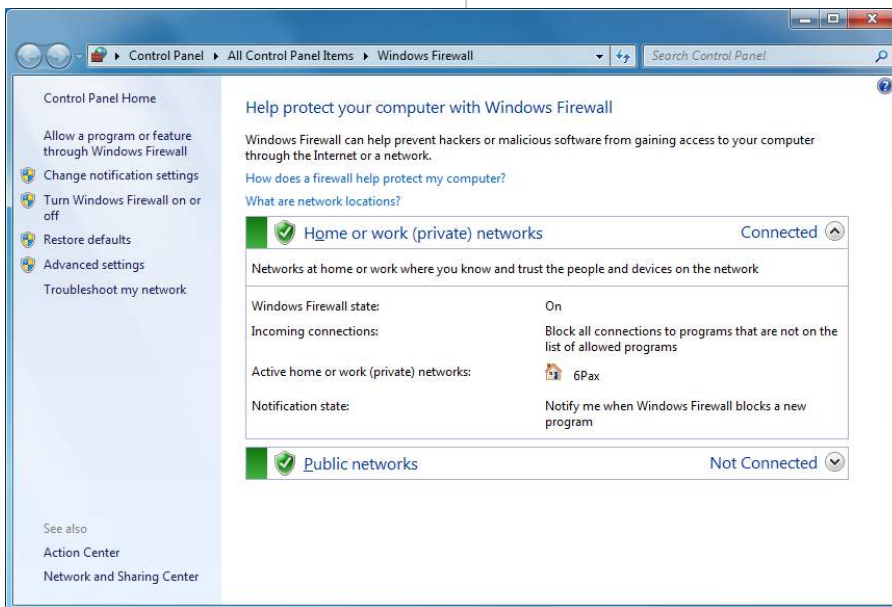 Control Panel ▸ All Control Panel Items ▸ Windows Firewall
Search Control Panel
Control Panel Home
Allow a program or feature
through Windows Firewall
Change notification settings
Turn Windows Firewall on or
off
Restore defaults
Advanced settings
Troubleshoot my network
See also
Action Center
Network and Sharing Center
Help protect your computer with Windows Firewall
Windows Firewall can help prevent hackers or malicious software from gaining access to your computer
through the Internet or a network.
How does a firewall help protect my computer?
What are network locations?
Home or work (private) networks Connected
Networks at home or work where you know and trust the people and devices on the network
Windows Firewall state: On
Incoming connections: Block all connections to programs that are not on the
list of allowed programs
Active home or work (private) networks: 6Pax
Notification state: Notify me when Windows Firewall blocks a new
program
Public networks Not Connected